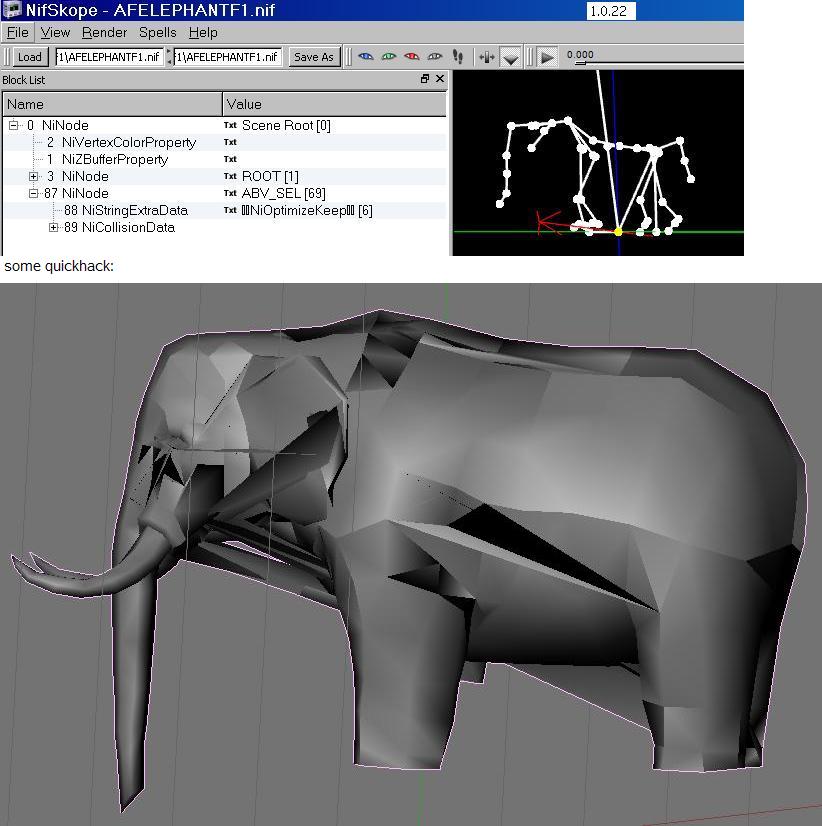 NifSkope - AFELEPHANTF1.nif 1.0.22
File View Render Spells Help
Load 1\AFELEPHANTF1.nif 1\AFELEPHANTF1.nif Save As 0.000
Block List
Name Value
0 NiNode Txt Scene Root [0]
2 NiVertexColorProperty Txt
1 NiZBufferProperty Txt
3 NiNode Txt ROOT [1]
87 NiNode Txt ABV_SEL [69]
88 NiStringExtraData Txt NiOptimizeKeep [6]
89 NiCollisionData
some quickhack: